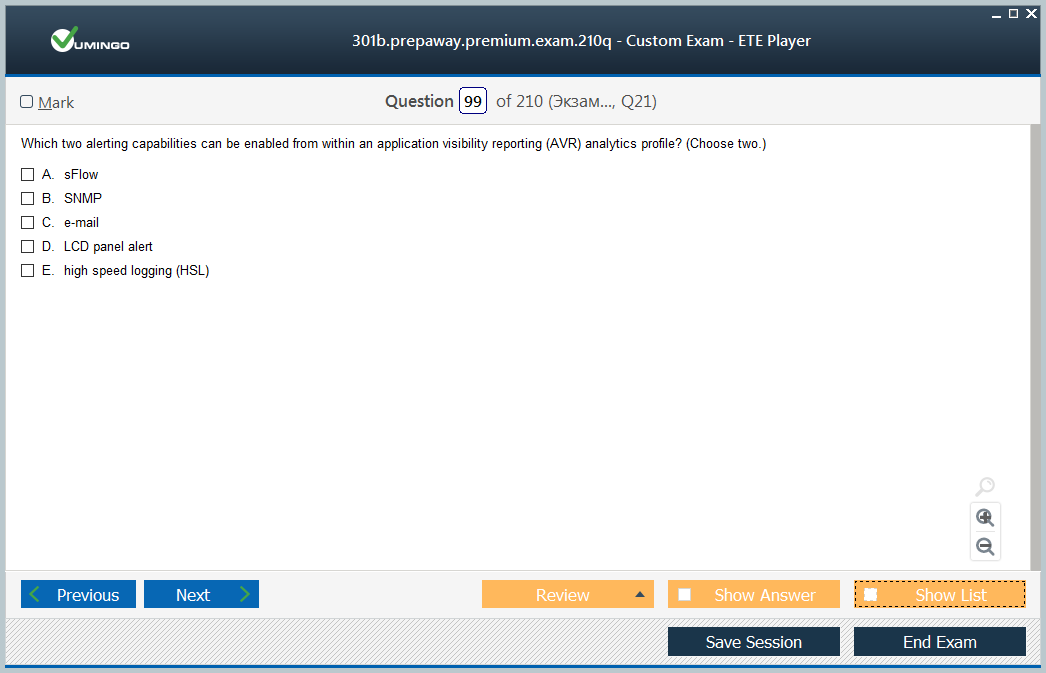 VUMINGO
301b.prepaway.premium.exam.210q - Custom Exam - ETE Player
Mark
Question 99 of 210 (Экзам..., Q21)
Which two alerting capabilities can be enabled from within an application visibility reporting (AVR) analytics profile? (Choose two.)
A. sFlow
B. SNMP
C. e-mail
D. LCD panel alert
E. high speed logging (HSL)
Previous
Next
Review
Show Answer
Show List
Save Session
End Exam